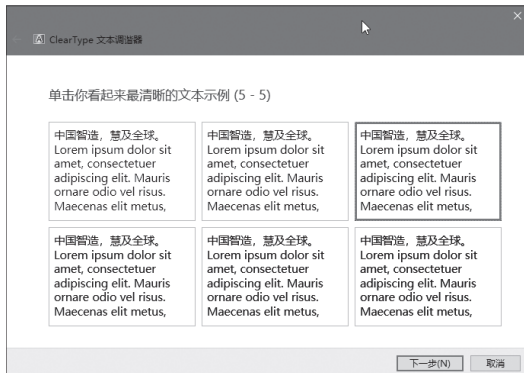 ClearType 文本调谐器
单击你看起来最清晰的文本示例 (5 - 5)
中国智造，慧及全球。
Lorem ipsum dolor sit
amet, consectetuer
adipiscing elit. Mauris
ornare odio vel risus.
Maecenas elit metus,
中国智造，慧及全球。
Lorem ipsum dolor sit
amet, consectetuer
adipiscing elit. Mauris
ornare odio vel risus.
Maecenas elit metus,
中国智造，慧及全球。
Lorem ipsum dolor sit
amet, consectetuer
adipiscing elit. Mauris
ornare odio vel risus.
Maecenas elit metus,
中国智造，慧及全球。
Lorem ipsum dolor sit
amet, consectetuer
adipiscing elit. Mauris
ornare odio vel risus.
Maecenas elit metus,
中国智造，慧及全球。
Lorem ipsum dolor sit
amet, consectetuer
adipiscing elit. Mauris
ornare odio vel risus.
Maecenas elit metus,
中国智造，慧及全球。
Lorem ipsum dolor sit
amet, consectetuer
adipiscing elit. Mauris
ornare odio vel risus.
Maecenas elit metus,
下一步(N) 取消